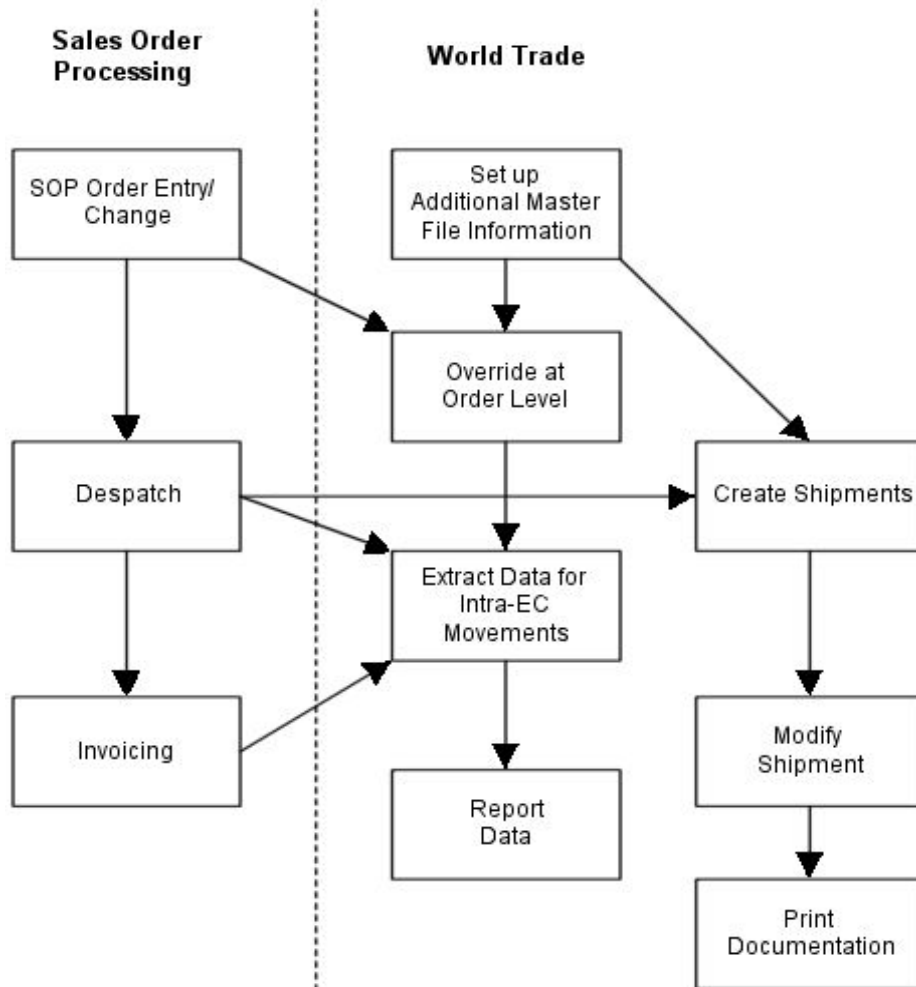 Sales Order
Processing
World Trade
SOP Order Entry/
Change
Set up
Additional Master
File Information
Override at
Order Level
Despatch
Create Shipments
Extract Data for
Intra-EC
Movements
Invoicing
Modify
Shipment
Report
Data
Print
Documentation